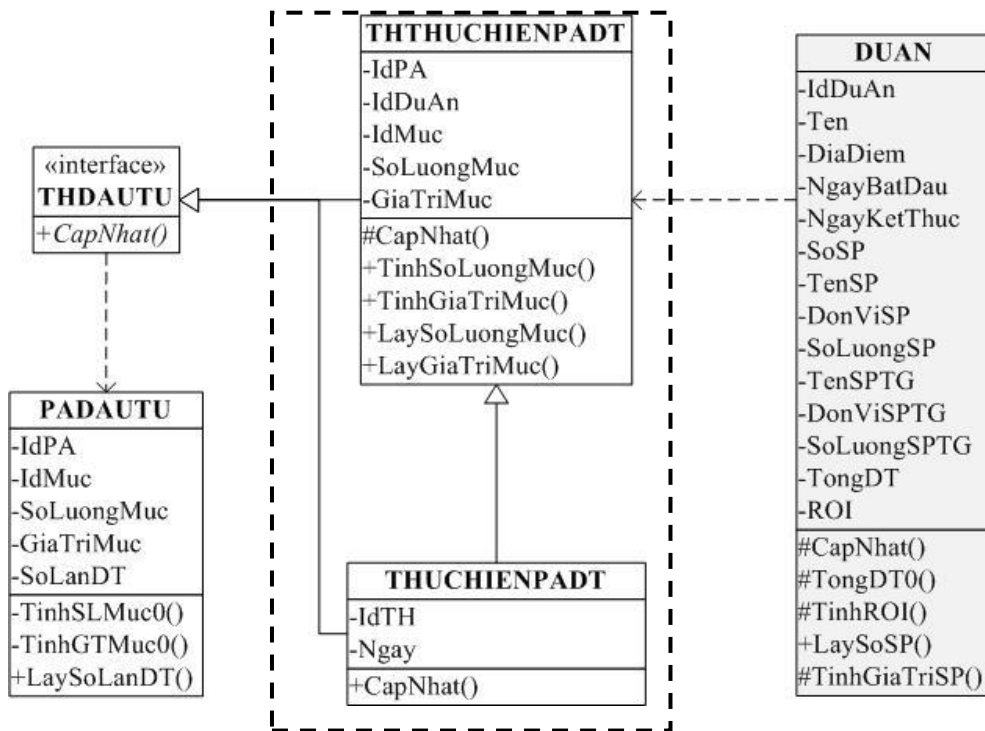 «interface»
THDAUTU
+CapNhat()
PADAUTU
-IdPA
-IdMuc
-SoLuongMuc
-GiaTriMuc
-SoLanDT
-TinhSLMuc0()
-TinhGTMuc0()
+LaySoLanDT()
THTHUCHIENPADT
-IdPA
-IdDuAn
-IdMuc
-SoLuongMuc
-GiaTriMuc
#CapNhat()
+TinhSoLuongMuc()
+TinhGiaTriMuc()
+LaySoLuongMuc()
+LayGiaTriMuc()
THUCHIENPADT
-IdTH
-Ngay
+CapNhat()
DUAN
-IdDuAn
-Ten
-DiaDiem
-NgayBatDau
-NgayKetThuc
-SoSP
-TenSP
-DonViSP
-SoLuongSP
-TenSPTG
-DonViSPTG
-SoLuongSPTG
-TongDT
-ROI
#CapNhat()
#TongDT0()
#TinhROI()
+LaySoSP()
#TinhGiaTriSP()